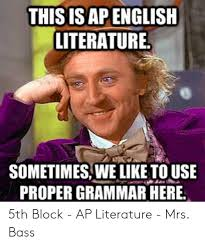 THIS IS AP ENGLISH
LITERATURE.
SOMETIMES, WE LIKE TO USE
PROPER GRAMMAR HERE.
5th Block - AP Literature - Mrs.
Bass